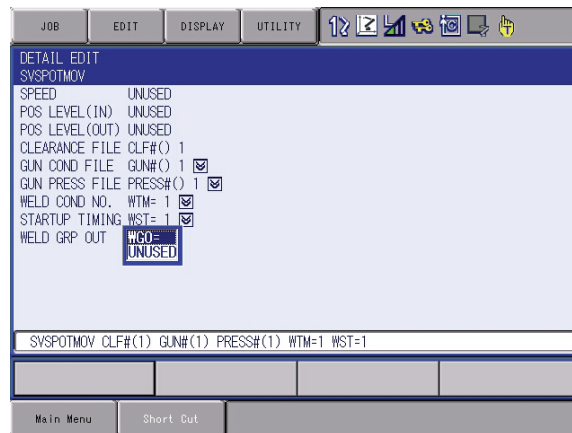 JOB EDIT DISPLAY UTILITY
DETAIL EDIT
SVSPOTMOV
SPEED UNUSED
POS LEVEL(IN) UNUSED
POS LEVEL(OUT) UNUSED
CLEARANCE FILE CLF#() 1
GUN COND FILE GUN#() 1
GUN PRESS FILE PRESS#() 1
WELD COND NO. WTM= 1
STARTUP TIMING WST= 1
WELD GRP OUT WGO=
UNUSED
SVSPOTMOV CLF#(1) GUN#(1) PRESS#(1) WTM=1 WST=1
Main Menu Short Cut